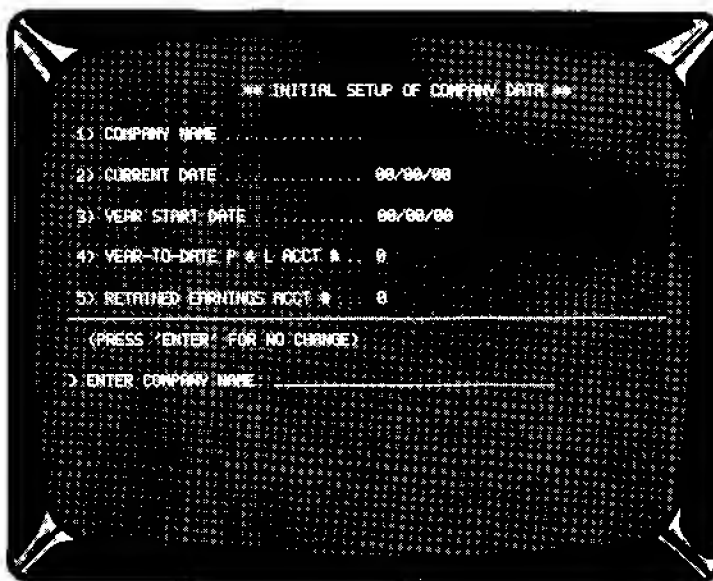 ** INITIAL SETUP OF COMPANY DATA **
1) COMPANY NAME ...............
2) CURRENT DATE ............... 00/00/00
3) YEAR START DATE ............ 00/00/00
4) YEAR-TO-DATE P & L ACCT # .. 0
5) RETAINED EARNINGS ACCT # ... 0
(PRESS 'ENTER' FOR NO CHANGE)
> ENTER COMPANY NAME: